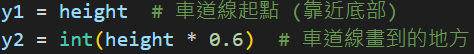 y1 = height  # 車道線起點 (靠近底部)
y2 = int(height * 0.6)  # 車道線畫到的地方